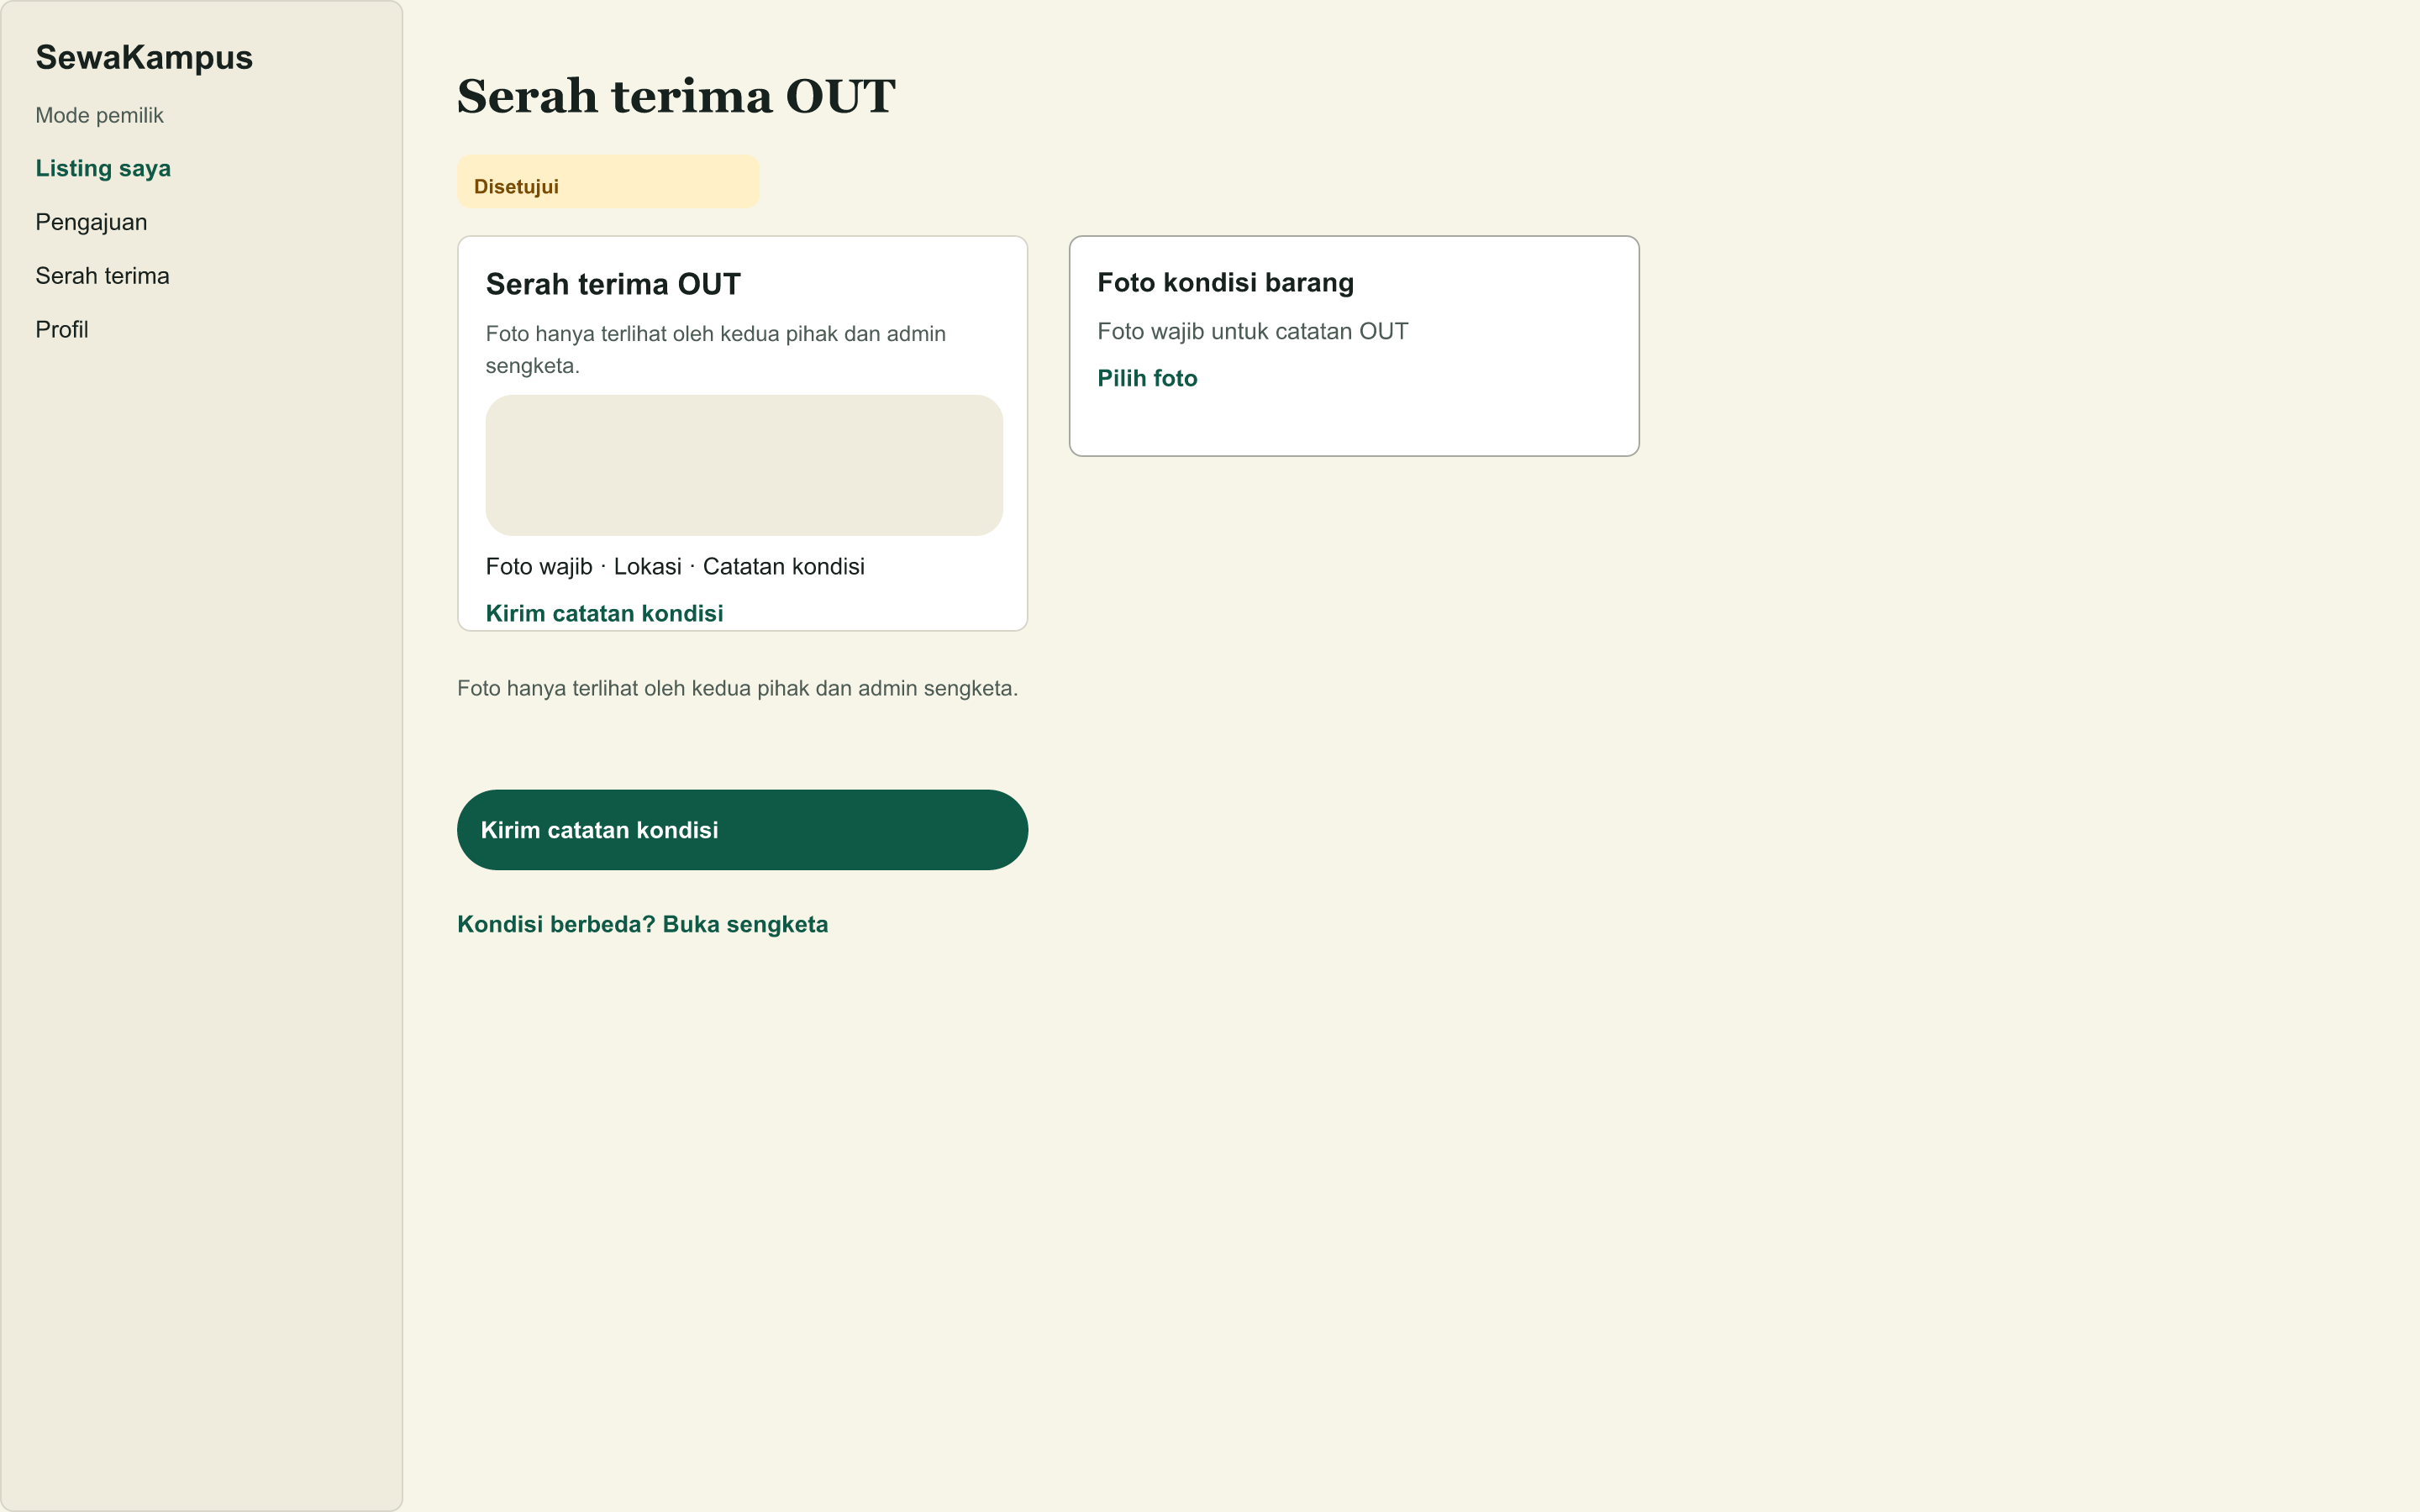 SewaKampus
Mode pemilik
Listing saya
Pengajuan
Serah terima
Profil
Serah terima OUT
Disetujui
Serah terima OUT
Foto hanya terlihat oleh kedua pihak dan admin
sengketa.
Foto wajib · Lokasi · Catatan kondisi
Kirim catatan kondisi
Foto kondisi barang
Foto wajib untuk catatan OUT
Pilih foto
Foto hanya terlihat oleh kedua pihak dan admin sengketa.
Kirim catatan kondisi
Kondisi berbeda? Buka sengketa